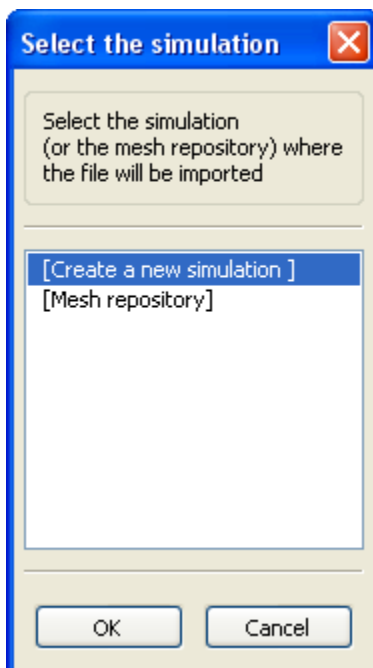 Select the simulation
Select the simulation
(or the mesh repository) where
the file will be imported
[Create a new simulation ]
[Mesh repository]
OK
Cancel